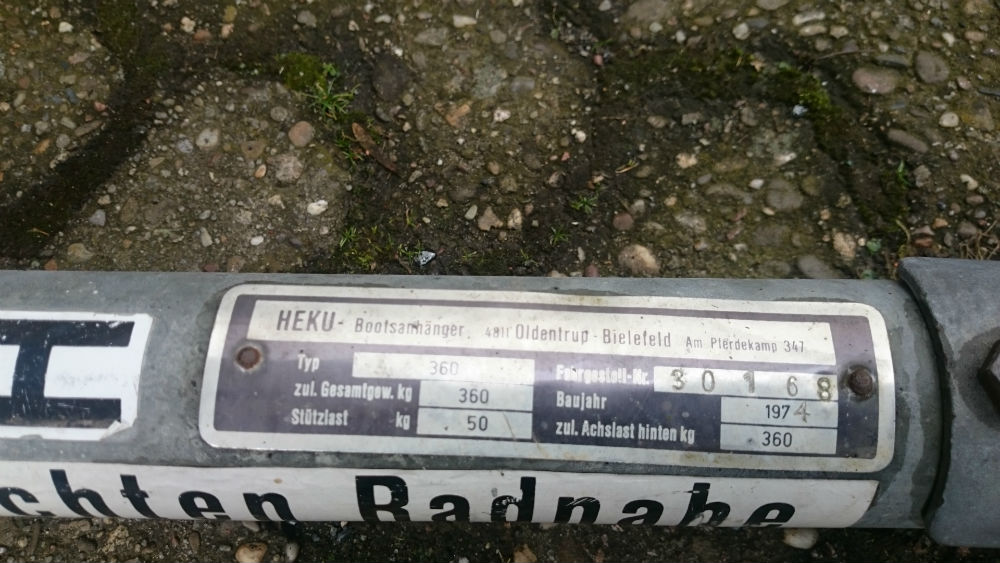 HEKU- Bootsanhänger 4811 Oldentrup-Bielefeld Am Pferdekamp 347
Typ 360
zul. Gesamtgew. kg 360
Stützlast kg 50
Fahrgestell-Nr. 30168
Baujahr 1974
zul. Achslast hinten kg 360
chten Radnabe